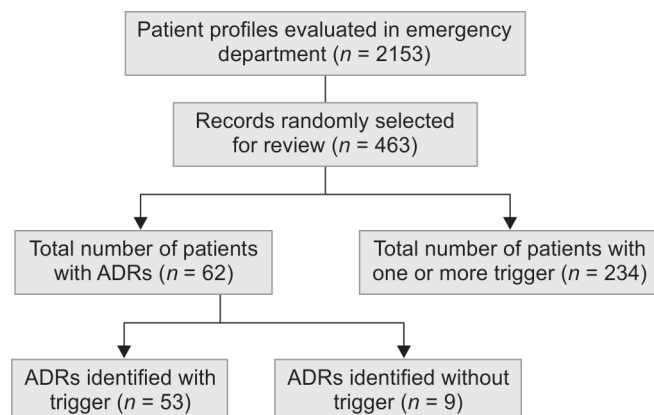 Patient profiles evaluated in emergency
department (n = 2153)
Records randomly selected
for review (n = 463)
Total number of patients
with ADRs (n = 62)
Total number of patients with
one or more trigger (n = 234)
ADRs identified with
trigger (n = 53)
ADRs identified without
trigger (n = 9)